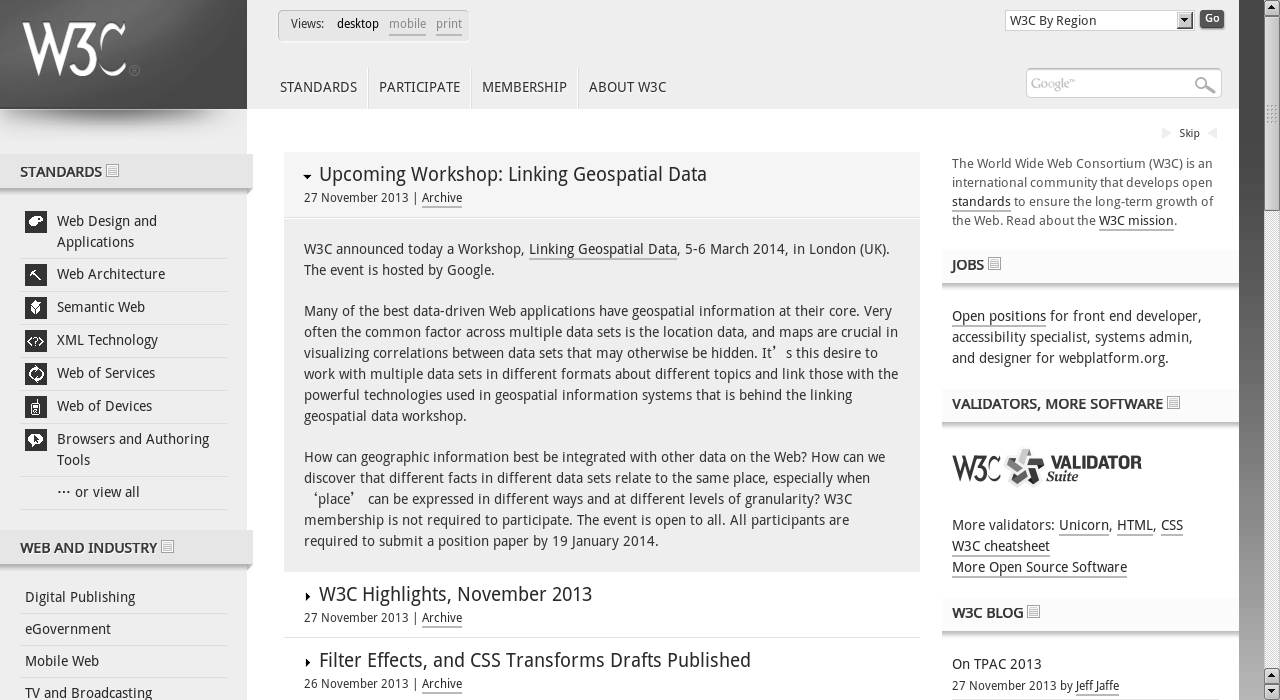 W3C®
Views: desktop mobile print
W3C By Region
Go
STANDARDS PARTICIPATE MEMBERSHIP ABOUT W3C
Google™
Skip
STANDARDS
Web Design and
Applications
Web Architecture
Semantic Web
XML Technology
Web of Services
Web of Devices
Browsers and Authoring
Tools
… or view all
WEB AND INDUSTRY
Digital Publishing
eGovernment
Mobile Web
TV and Broadcasting
Upcoming Workshop: Linking Geospatial Data
27 November 2013 | Archive
W3C announced today a Workshop, Linking Geospatial Data, 5-6 March 2014, in London (UK).
The event is hosted by Google.
Many of the best data-driven Web applications have geospatial information at their core. Very
often the common factor across multiple data sets is the location data, and maps are crucial in
visualizing correlations between data sets that may otherwise be hidden. It’s this desire to
work with multiple data sets in different formats about different topics and link those with the
powerful technologies used in geospatial information systems that is behind the linking
geospatial data workshop.
How can geographic information best be integrated with other data on the Web? How can we
discover that different facts in different data sets relate to the same place, especially when
‘place’ can be expressed in different ways and at different levels of granularity? W3C
membership is not required to participate. The event is open to all. All participants are
required to submit a position paper by 19 January 2014.
W3C Highlights, November 2013
27 November 2013 | Archive
Filter Effects, and CSS Transforms Drafts Published
26 November 2013 | Archive
The World Wide Web Consortium (W3C) is an
international community that develops open
standards to ensure the long-term growth of
the Web. Read about the W3C mission.
JOBS
Open positions for front end developer,
accessibility specialist, systems admin,
and designer for webplatform.org.
VALIDATORS, MORE SOFTWARE
W3C VALIDATOR
Suite
More validators: Unicorn, HTML, CSS
W3C cheatsheet
More Open Source Software
W3C BLOG
On TPAC 2013
27 November 2013 by Jeff Jaffe